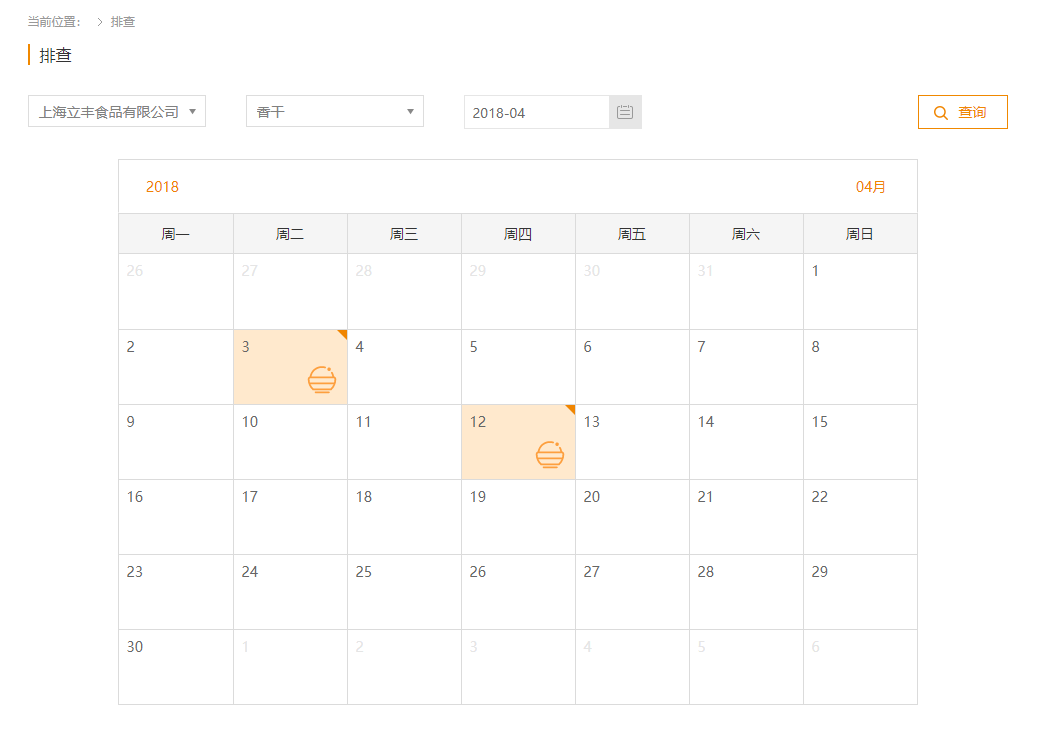 当前位置： > 排查
排查
上海立丰食品有限公司 香干 2018-04 查询
2018 04月
周一 周二 周三 周四 周五 周六 周日
26 27 28 29 30 31 1
2 3 4 5 6 7 8
9 10 11 12 13 14 15
16 17 18 19 20 21 22
23 24 25 26 27 28 29
30 1 2 3 4 5 6